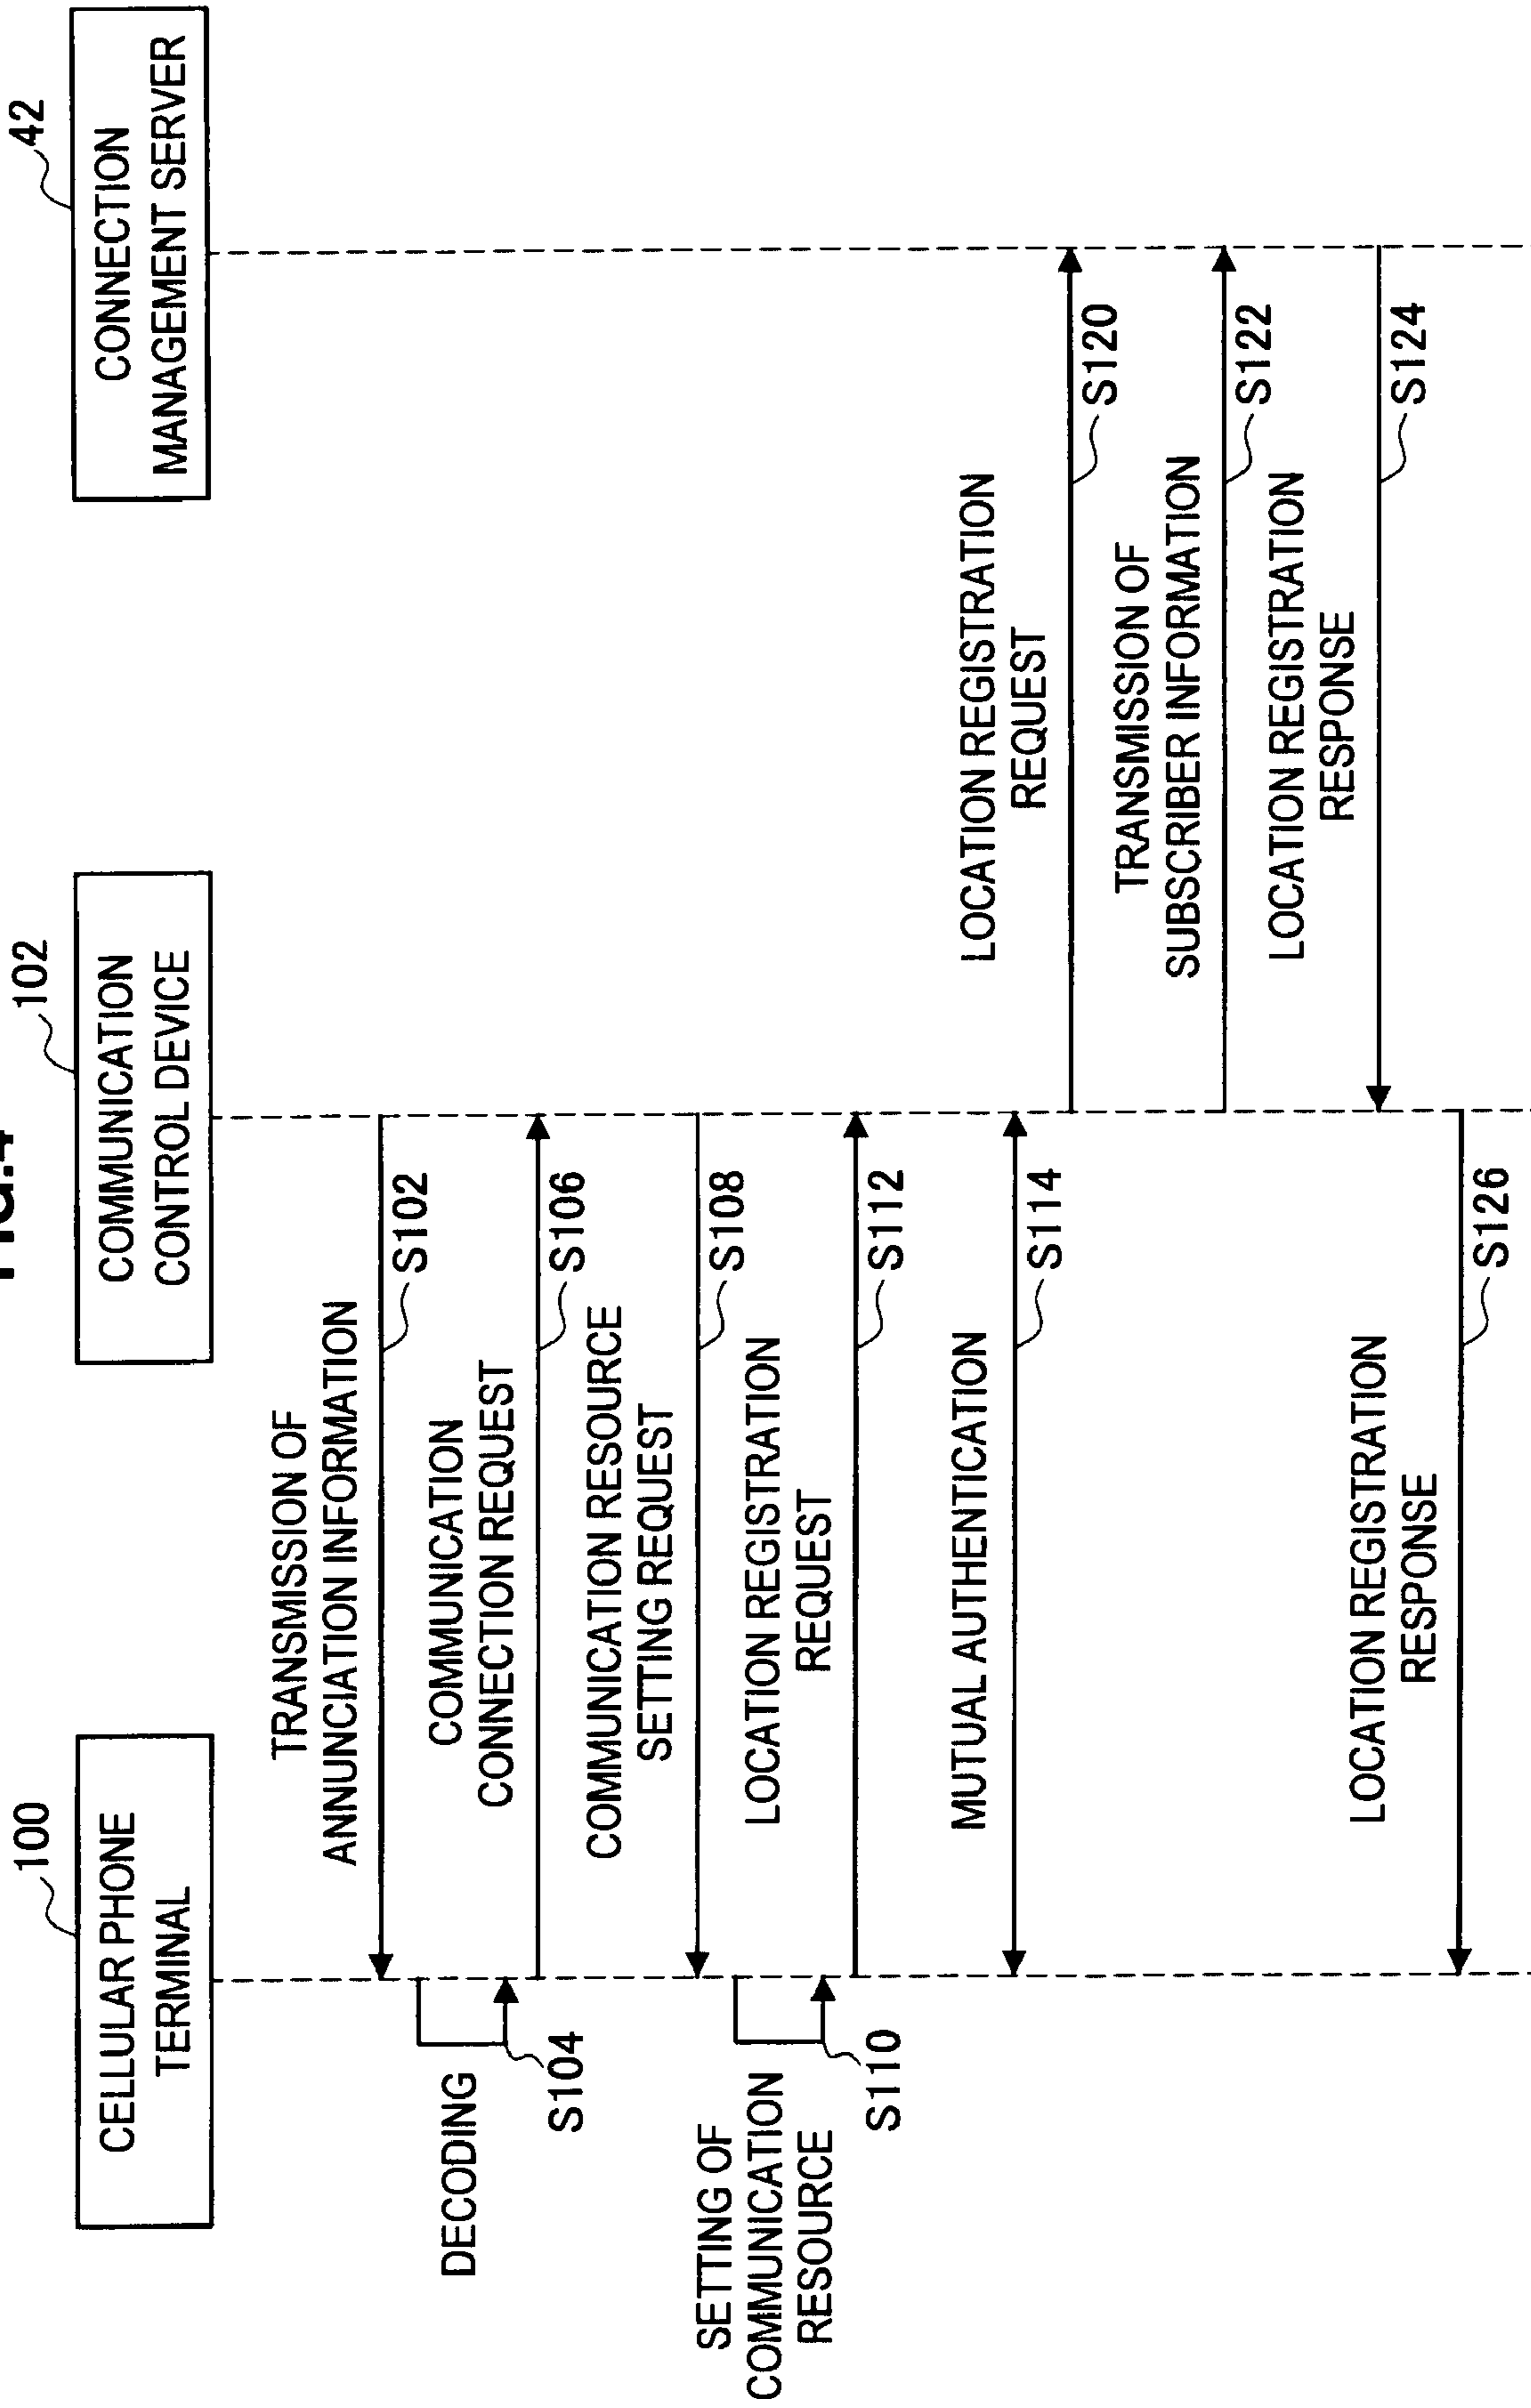 FIG.4
100
CELLULAR PHONE
TERMINAL
102
COMMUNICATION
CONTROL DEVICE
42
CONNECTION
MANAGEMENT SERVER
TRANSMISSION OF
ANNUNCIATION INFORMATION
S102
DECODING
S104
COMMUNICATION
CONNECTION REQUEST
S106
COMMUNICATION RESOURCE
SETTING REQUEST
S108
SETTING OF
COMMUNICATION
RESOURCE
S110
LOCATION REGISTRATION
REQUEST
S112
MUTUAL AUTHENTICATION
S114
LOCATION REGISTRATION
REQUEST
S120
TRANSMISSION OF
SUBSCRIBER INFORMATION
S122
LOCATION REGISTRATION
RESPONSE
S124
LOCATION REGISTRATION
RESPONSE
S126